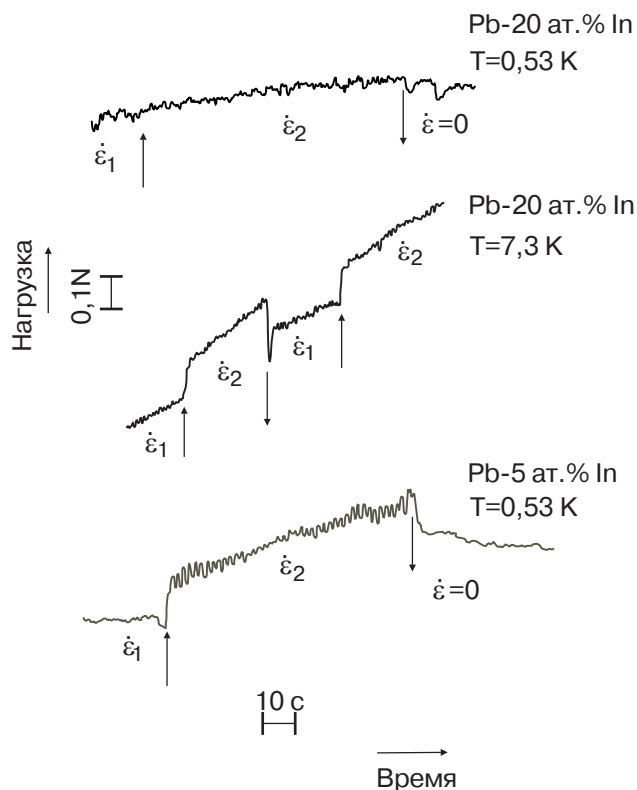 Pb-20 ат.% In
T=0,53 K
ε̇₁
ε̇₂
ε̇=0
Pb-20 ат.% In
T=7,3 K
Нагрузка
0,1N
ε̇₂
ε̇₂
ε̇₁
ε̇₁
Pb-5 ат.% In
T=0,53 K
ε̇₂
ε̇=0
ε̇₁
10 с
Время